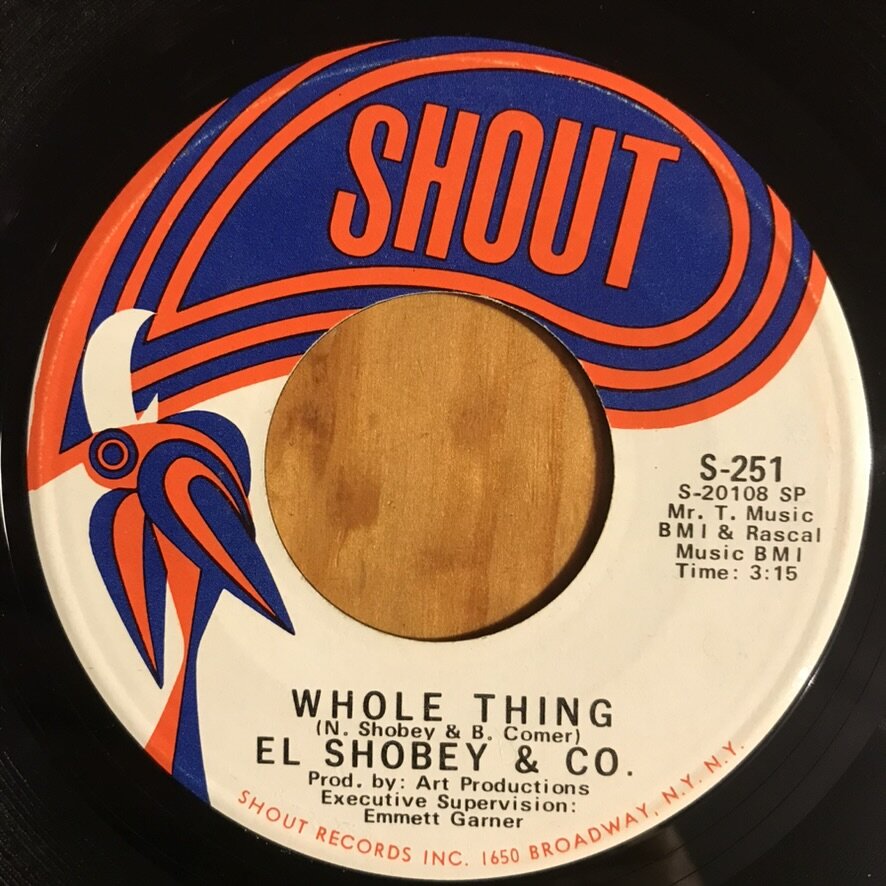 SHOUT
S-251
S-20108 SP
Mr. T. Music
BMI & Rascal
Music BMI
Time: 3:15
WHOLE THING
(N. Shobey & B. Comer)
EL SHOBEY & CO.
Prod. by: Art Productions
Executive Supervision:
Emmett Garner
SHOUT RECORDS INC. 1650 BROADWAY, N.Y. N.Y.